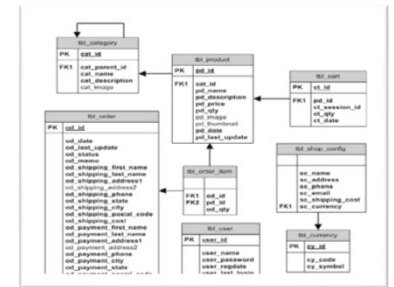 tbl_category
PK cat_id
FK1 cat_parent_id
cat_name
cat_description
cat_image
tbl_product
PK pd_id
FK1 cat_id
pd_name
pd_description
pd_price
pd_qty
pd_image
pd_thumbnail
pd_date
pd_last_update
tbl_cart
PK ct_id
FK1 pd_id
ct_session_id
ct_qty
ct_date
tbl_order
PK od_id
od_date
od_last_update
od_status
od_memo
od_shipping_first_name
od_shipping_last_name
od_shipping_address1
od_shipping_address2
od_shipping_phone
od_shipping_state
od_shipping_city
od_shipping_postal_code
od_shipping_cost
od_payment_first_name
od_payment_last_name
od_payment_address1
od_payment_address2
od_payment_phone
od_payment_city
od_payment_state
od_payment_postal_code
tbl_order_item
FK1 od_id
FK2 pd_id
od_qty
tbl_shop_config
sc_name
sc_address
sc_phone
sc_email
sc_shipping_cost
FK1 sc_currency
tbl_user
PK user_id
user_name
user_password
user_regdate
user_last_login
tbl_currency
PK cy_id
cy_code
cy_symbol